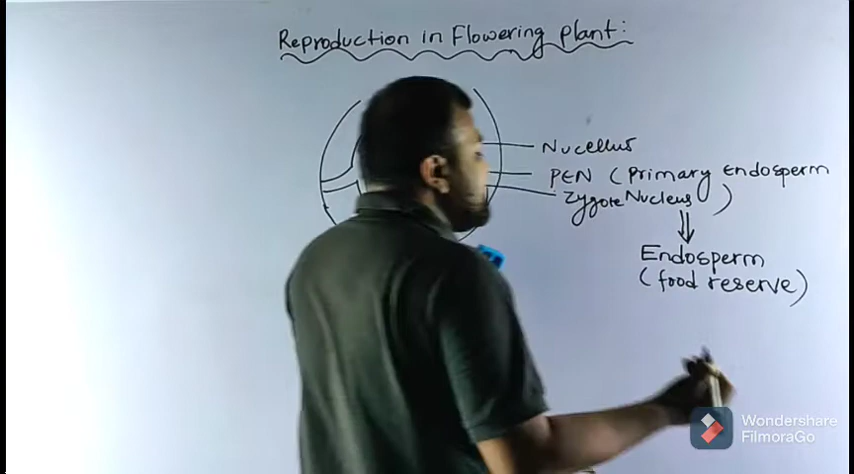 Reproduction in Flowering plant:
Nucellus
PEN (Primary Endosperm
Zygote Nucleus )
Endosperm
(food reserve)
Wondershare
FilmoraGo